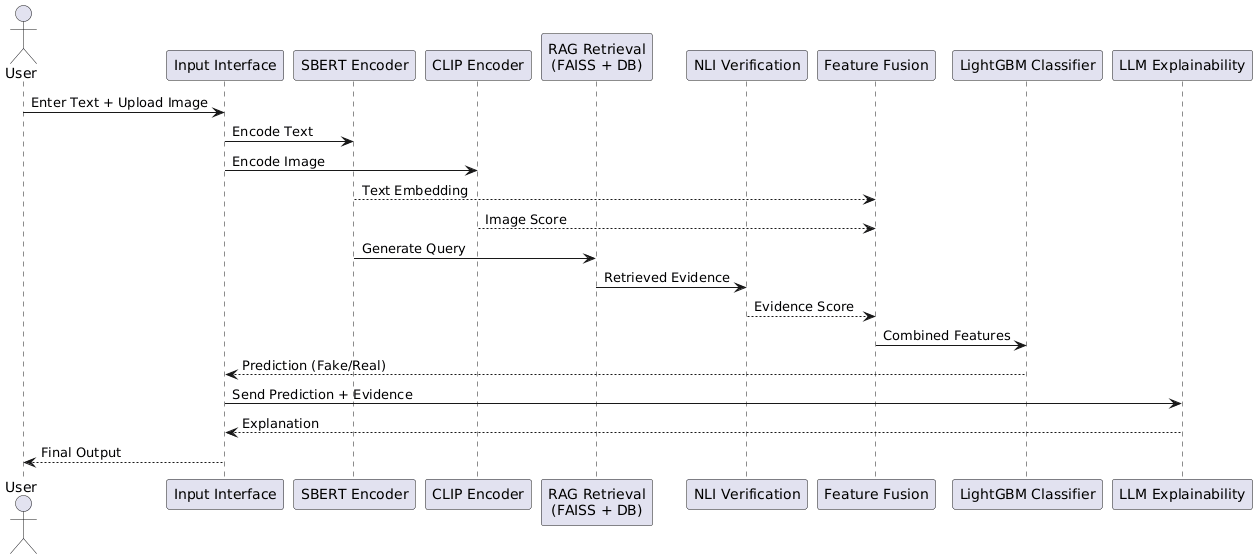 User
Input Interface
SBERT Encoder
CLIP Encoder
RAG Retrieval
(FAISS + DB)
NLI Verification
Feature Fusion
LightGBM Classifier
LLM Explainability
Enter Text + Upload Image
Encode Text
Encode Image
Text Embedding
Image Score
Generate Query
Retrieved Evidence
Evidence Score
Combined Features
Prediction (Fake/Real)
Send Prediction + Evidence
Explanation
Final Output
User
Input Interface
SBERT Encoder
CLIP Encoder
RAG Retrieval
(FAISS + DB)
NLI Verification
Feature Fusion
LightGBM Classifier
LLM Explainability